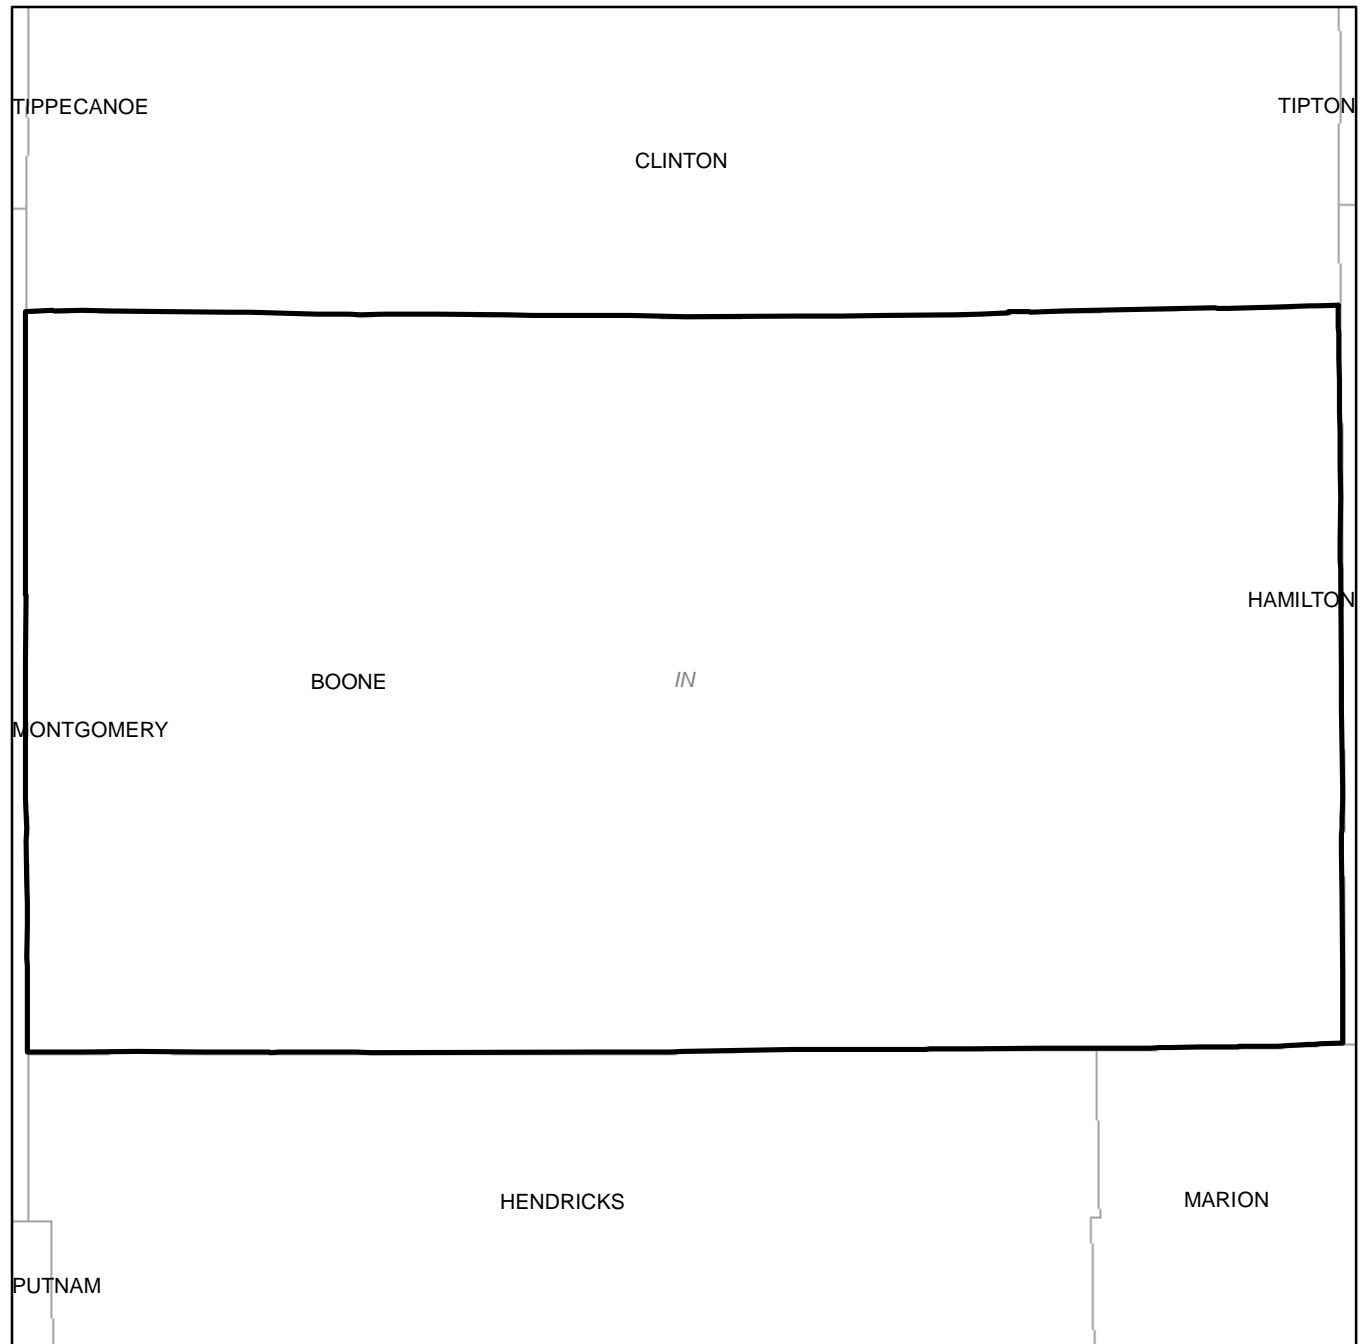 TIPPECANOE
TIPTON
CLINTON
HAMILTON
BOONE
IN
MONTGOMERY
HENDRICKS
MARION
PUTNAM